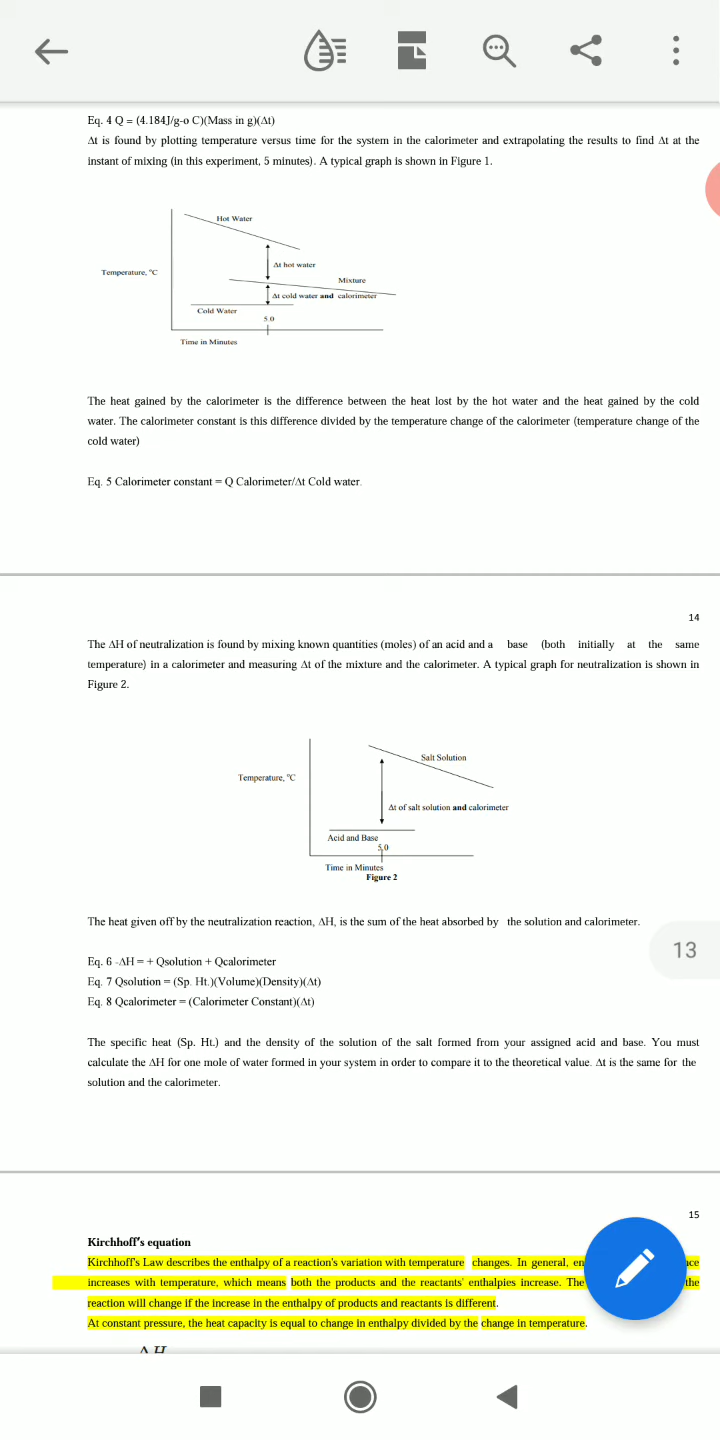 Eq. 4 Q = (4.184J/g-o C)(Mass in g)(Δt)
Δt is found by plotting temperature versus time for the system in the calorimeter and extrapolating the results to find Δt at the
instant of mixing (in this experiment, 5 minutes). A typical graph is shown in Figure 1.
Hot Water
Δt hot water
Temperature, °C
Mixture
Δt cold water and calorimeter
Cold Water
5.0
Time in Minutes
The heat gained by the calorimeter is the difference between the heat lost by the hot water and the heat gained by the cold
water. The calorimeter constant is this difference divided by the temperature change of the calorimeter (temperature change of the
cold water)
Eq. 5 Calorimeter constant = Q Calorimeter/Δt Cold water.
14
The ΔH of neutralization is found by mixing known quantities (moles) of an acid and a base (both initially at the same
temperature) in a calorimeter and measuring Δt of the mixture and the calorimeter. A typical graph for neutralization is shown in
Figure 2.
Salt Solution
Temperature, °C
Δt of salt solution and calorimeter
Acid and Base
5.0
Time in Minutes
Figure 2
The heat given off by the neutralization reaction, ΔH, is the sum of the heat absorbed by the solution and calorimeter.
13
Eq. 6 -ΔH = + Qsolution + Qcalorimeter
Eq. 7 Qsolution = (Sp. Ht.)(Volume)(Density)(Δt)
Eq. 8 Qcalorimeter = (Calorimeter Constant)(Δt)
The specific heat (Sp. Ht.) and the density of the solution of the salt formed from your assigned acid and base. You must
calculate the ΔH for one mole of water formed in your system in order to compare it to the theoretical value. Δt is the same for the
solution and the calorimeter.
15
Kirchhoff's equation
Kirchhoff's Law describes the enthalpy of a reaction's variation with temperature changes. In general, en
increases with temperature, which means both the products and the reactants' enthalpies increase. The the
reaction will change if the increase in the enthalpy of products and reactants is different.
At constant pressure, the heat capacity is equal to change in enthalpy divided by the change in temperature.
Δ H